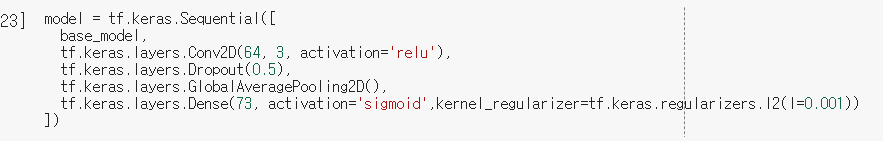 23] model = tf.keras.Sequential([
base_model,
tf.keras.layers.Conv2D(64, 3, activation='relu'),
tf.keras.layers.Dropout(0.5),
tf.keras.layers.GlobalAveragePooling2D(),
tf.keras.layers.Dense(73, activation='sigmoid',kernel_regularizer=tf.keras.regularizers.l2(l=0.001))
])